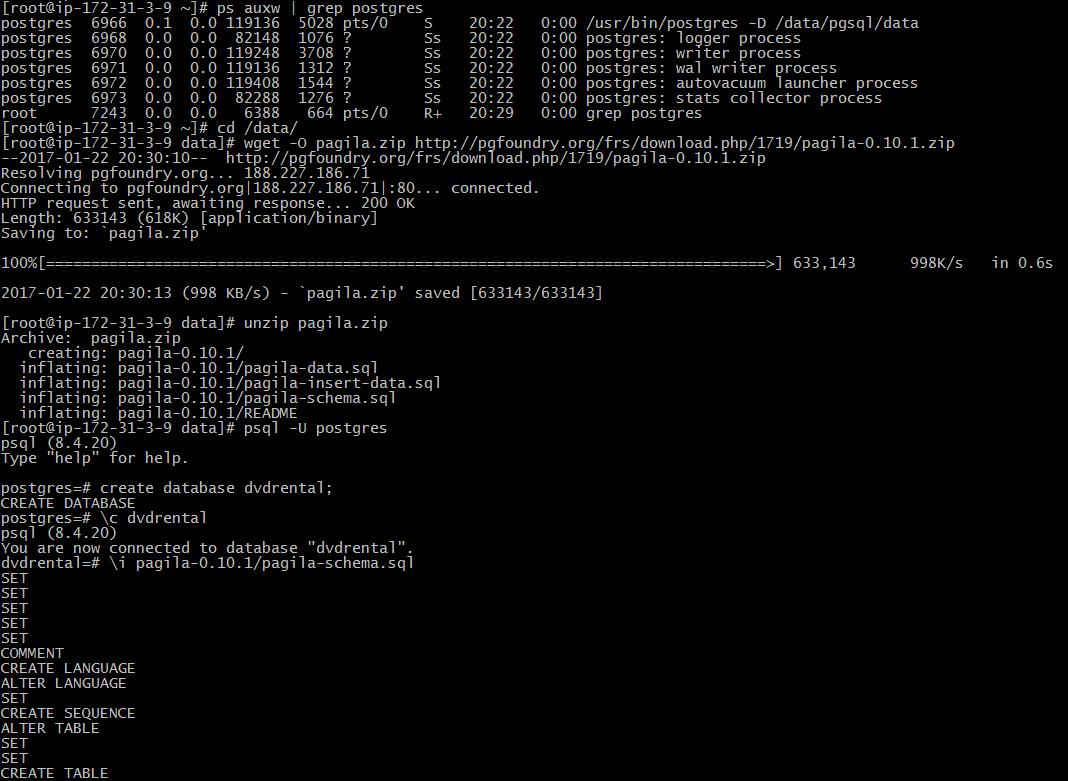 [root@ip-172-31-3-9 ~]# ps auxw | grep postgres
postgres  6966  0.1  0.0 119136  5028 pts/0    S    20:22   0:00 /usr/bin/postgres -D /data/pgsql/data
postgres  6968  0.0  0.0  82148  1076 ?        Ss   20:22   0:00 postgres: logger process
postgres  6970  0.0  0.0 119248  3708 ?        Ss   20:22   0:00 postgres: writer process
postgres  6971  0.0  0.0 119136  1312 ?        Ss   20:22   0:00 postgres: wal writer process
postgres  6972  0.0  0.0 119408  1544 ?        Ss   20:22   0:00 postgres: autovacuum launcher process
postgres  6973  0.0  0.0  82288  1276 ?        Ss   20:22   0:00 postgres: stats collector process
root      7243  0.0  0.0   6388   664 pts/0    R+   20:29   0:00 grep postgres
[root@ip-172-31-3-9 ~]# cd /data/
[root@ip-172-31-3-9 data]# wget -O pagila.zip http://pgfoundry.org/frs/download.php/1719/pagila-0.10.1.zip
--2017-01-22 20:30:10--  http://pgfoundry.org/frs/download.php/1719/pagila-0.10.1.zip
Resolving pgfoundry.org... 188.227.186.71
Connecting to pgfoundry.org|188.227.186.71|:80... connected.
HTTP request sent, awaiting response... 200 OK
Length: 633143 (618K) [application/binary]
Saving to: `pagila.zip'
100%[================================================================================>] 633,143      998K/s   in 0.6s
2017-01-22 20:30:13 (998 KB/s) - `pagila.zip' saved [633143/633143]
[root@ip-172-31-3-9 data]# unzip pagila.zip
Archive:  pagila.zip
   creating: pagila-0.10.1/
  inflating: pagila-0.10.1/pagila-data.sql
  inflating: pagila-0.10.1/pagila-insert-data.sql
  inflating: pagila-0.10.1/pagila-schema.sql
  inflating: pagila-0.10.1/README
[root@ip-172-31-3-9 data]# psql -U postgres
psql (8.4.20)
Type "help" for help.
postgres=# create database dvdrental;
CREATE DATABASE
postgres=# \c dvdrental
psql (8.4.20)
You are now connected to database "dvdrental".
dvdrental=# \i pagila-0.10.1/pagila-schema.sql
SET
SET
SET
SET
SET
COMMENT
CREATE LANGUAGE
ALTER LANGUAGE
SET
CREATE SEQUENCE
ALTER TABLE
SET
SET
CREATE TABLE